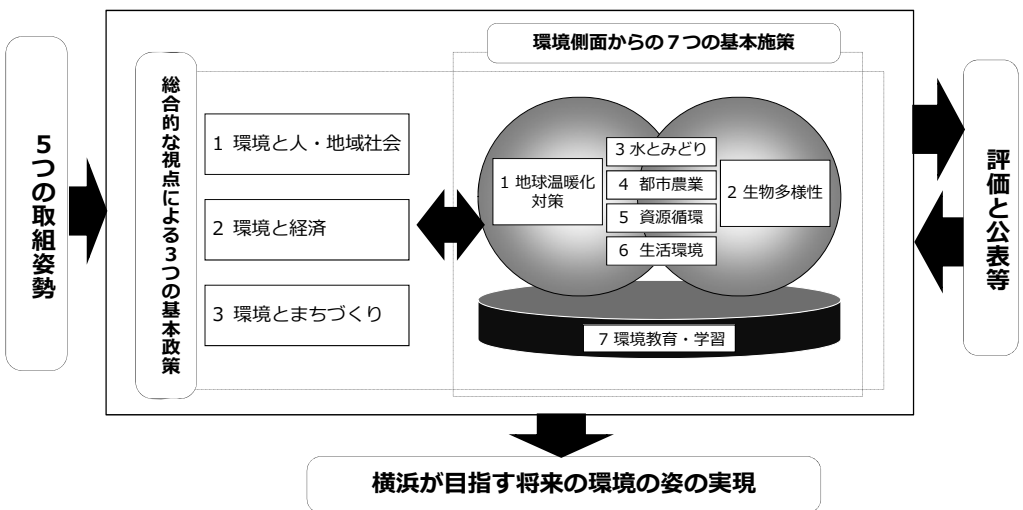 5つの取組姿勢
総合的な視点による3つの基本政策
1 環境と人・地域社会
2 環境と経済
3 環境とまちづくり
環境側面からの7つの基本施策
1 地球温暖化
対策
3 水とみどり
4 都市農業
5 資源循環
6 生活環境
2 生物多様性
7 環境教育・学習
評価と公表等
横浜が目指す将来の環境の姿の実現